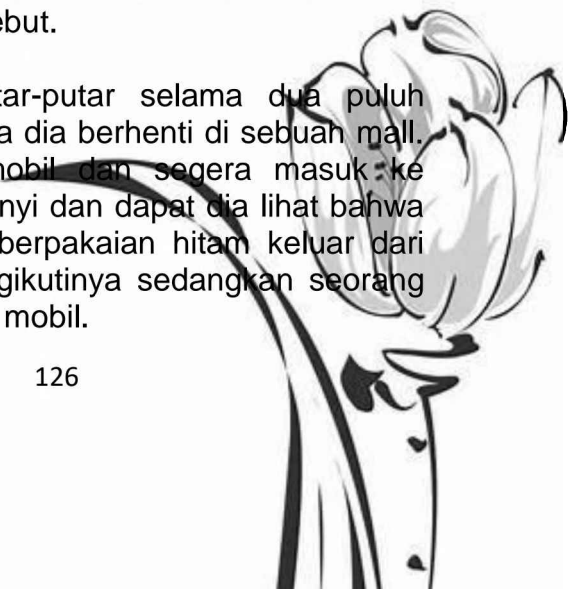 ebut.
tar-putar selama dua puluh
a dia berhenti di sebuah mall.
nobil dan segera masuk ke
nyi dan dapat dia lihat bahwa
berpakaian hitam keluar dari
gikutinya sedangkan seorang
mobil.
126